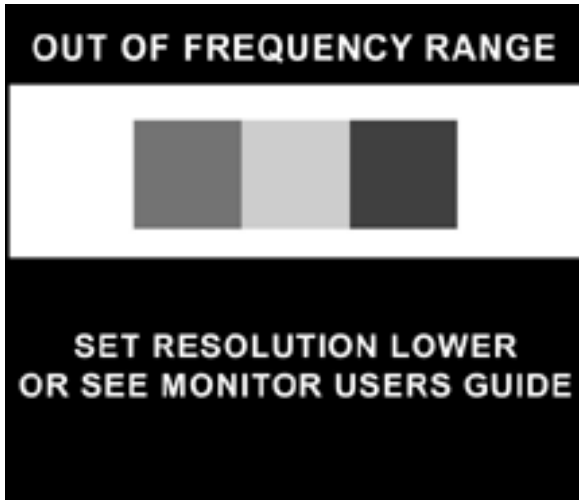 OUT OF FREQUENCY RANGE
SET RESOLUTION LOWER
OR SEE MONITOR USERS GUIDE